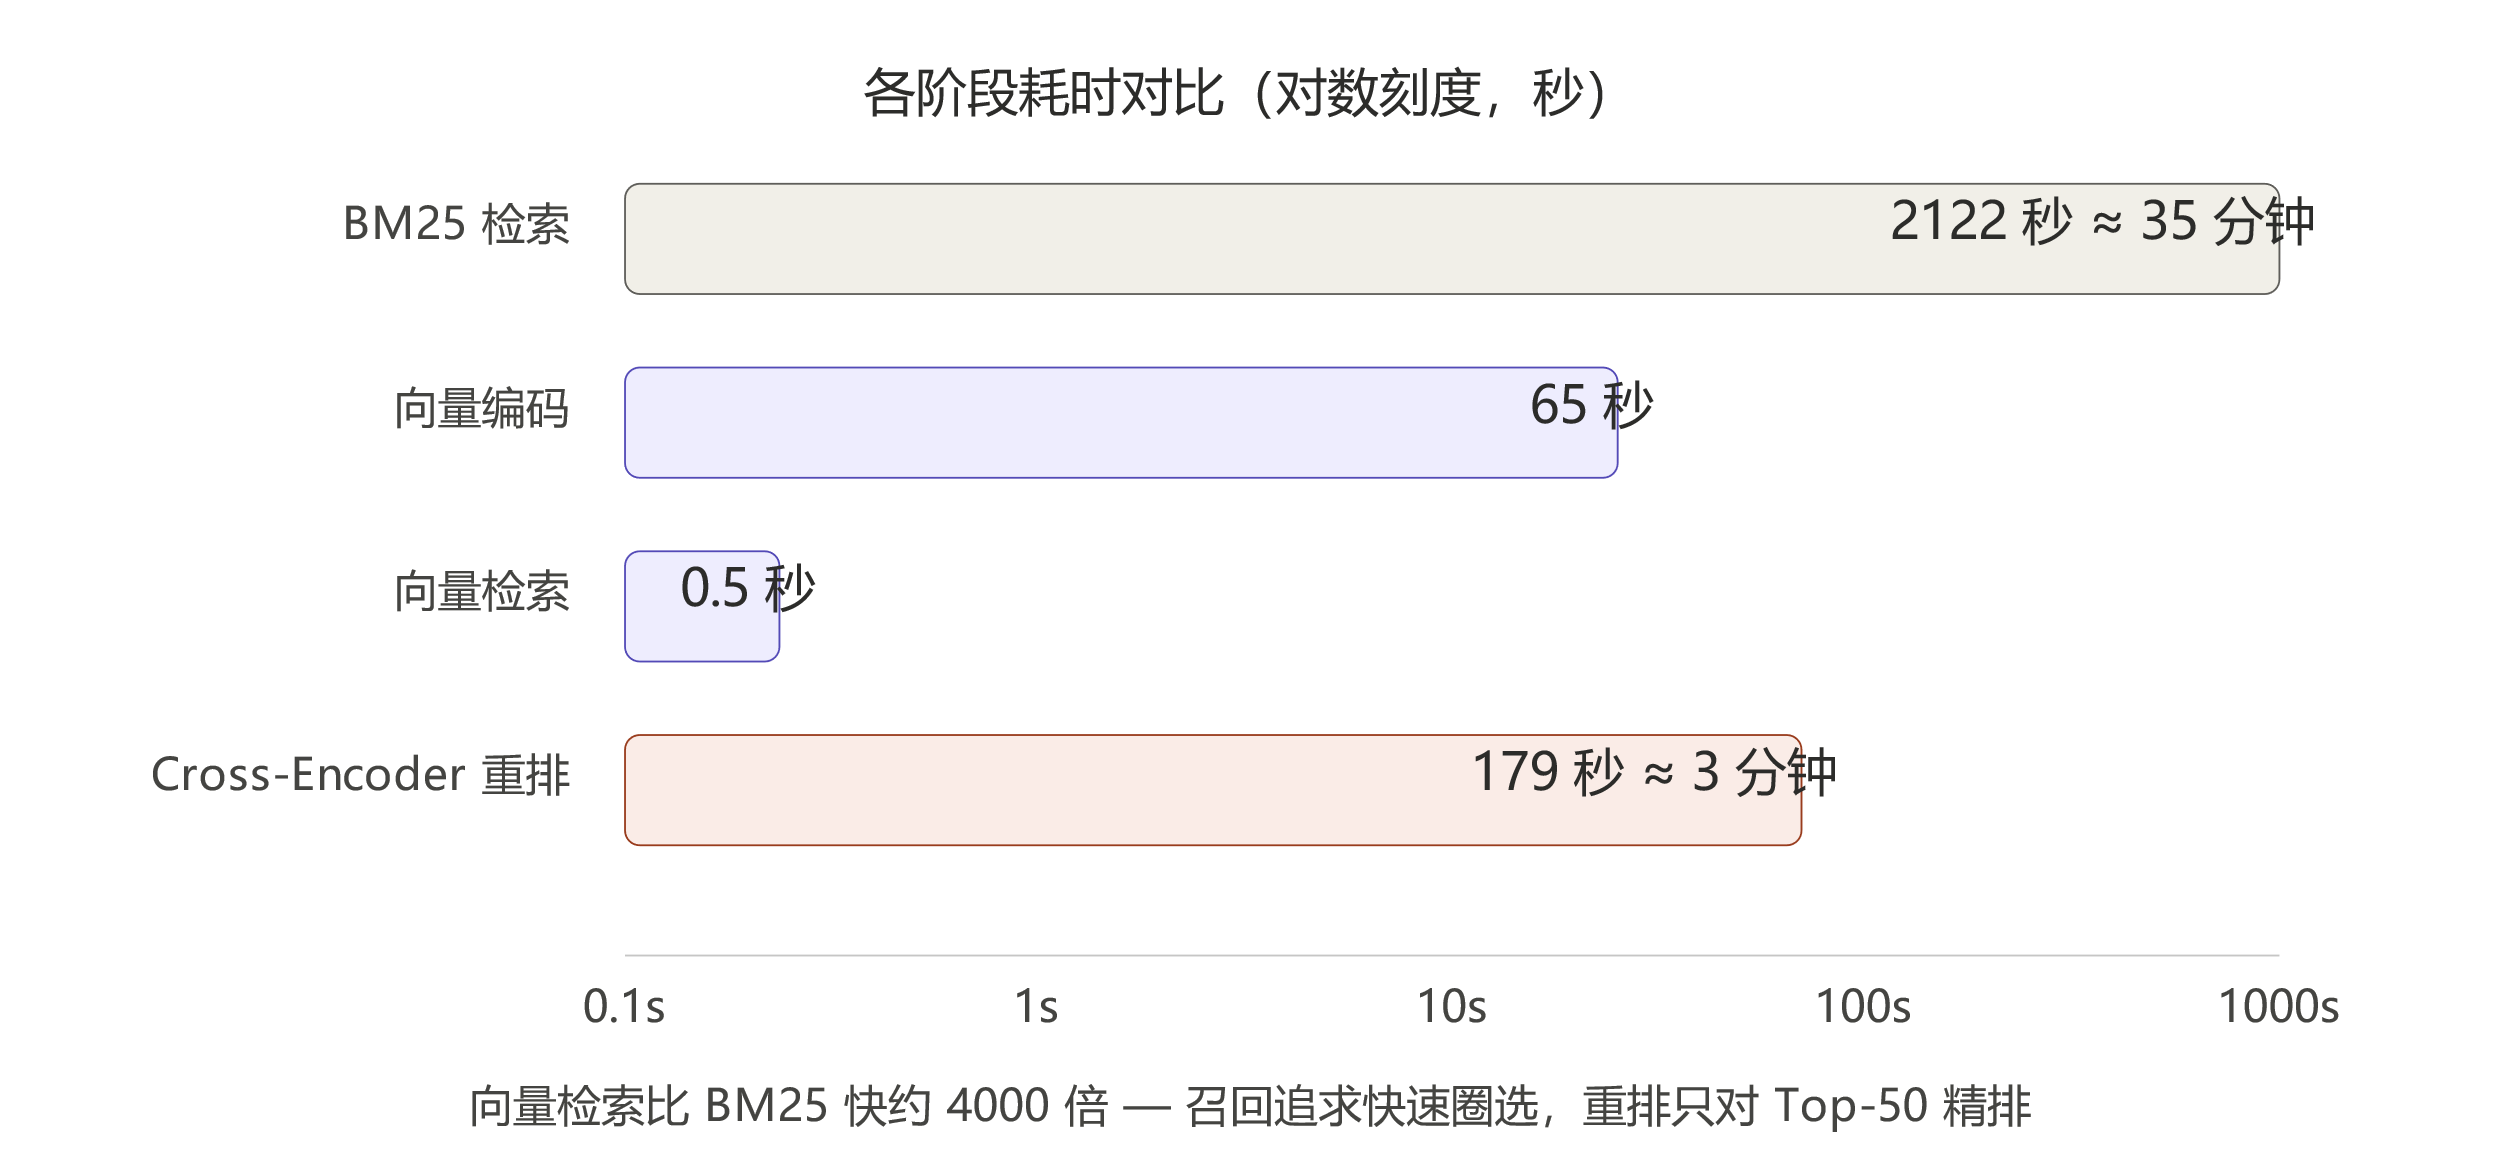 各阶段耗时对比（对数刻度，秒）
BM25 检索
2122 秒 ≈ 35 分钟
向量编码
65 秒
向量检索
0.5 秒
Cross-Encoder 重排
179 秒 ≈ 3 分钟
0.1s 1s 10s 100s 1000s
向量检索比 BM25 快约 4000 倍 — 召回追求快速圈选，重排只对 Top-50 精排